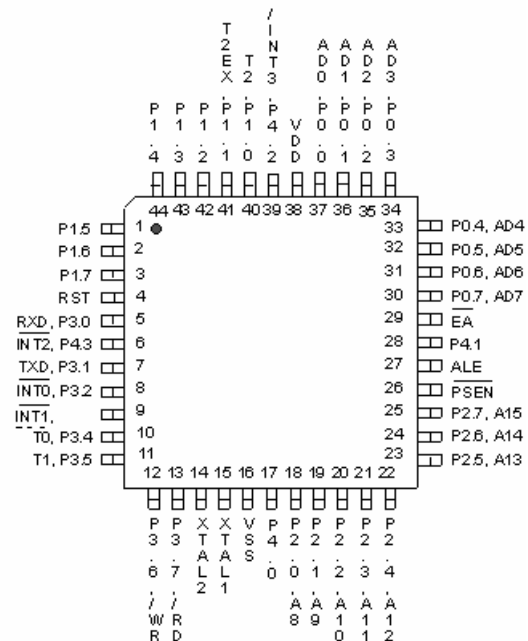 P1.4
P1.3
P1.2
T2EX.P1.1
T2.P1.0
/INT3.P4.2
VDD
AD0.P0.0
AD1.P0.1
AD2.P0.2
AD3.P0.3
44 43 42 41 40 39 38 37 36 35 34
P1.5 1
P1.6 2
P1.7 3
RST 4
RXD, P3.0 5
INT2, P4.3 6
TXD, P3.1 7
INT0, P3.2 8
INT1, 9
T0, P3.4 10
T1, P3.5 11
33 P0.4, AD4
32 P0.5, AD5
31 P0.6, AD6
30 P0.7, AD7
29 EA
28 P4.1
27 ALE
26 PSEN
25 P2.7, A15
24 P2.6, A14
23 P2.5, A13
12 13 14 15 16 17 18 19 20 21 22
P3.6./WR
P3.7./RD
XTAL2
XTAL1
VSS
P4.0
P2.0.A8
P2.1.A9
P2.2.A10
P2.3.A11
P2.4.A12